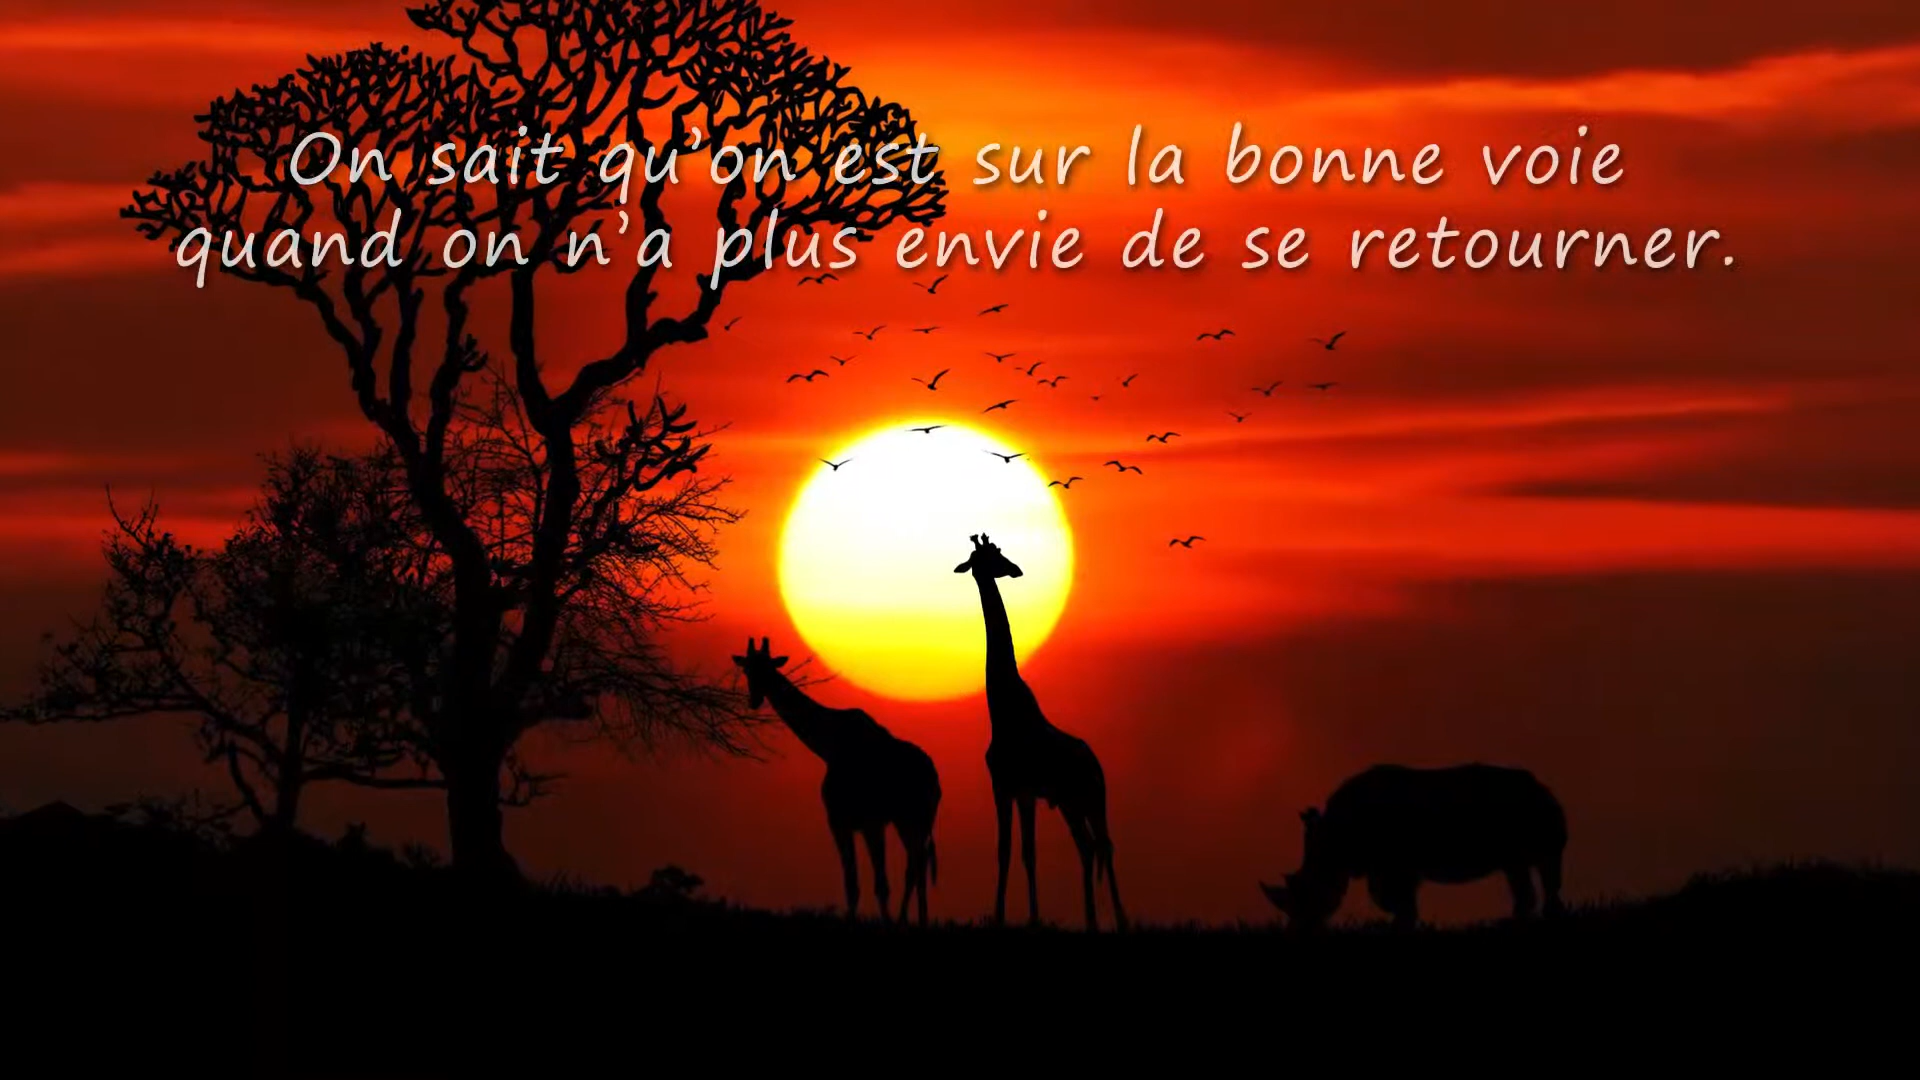 On sait qu’on est sur la bonne voie
quand on n’a plus envie de se retourner.